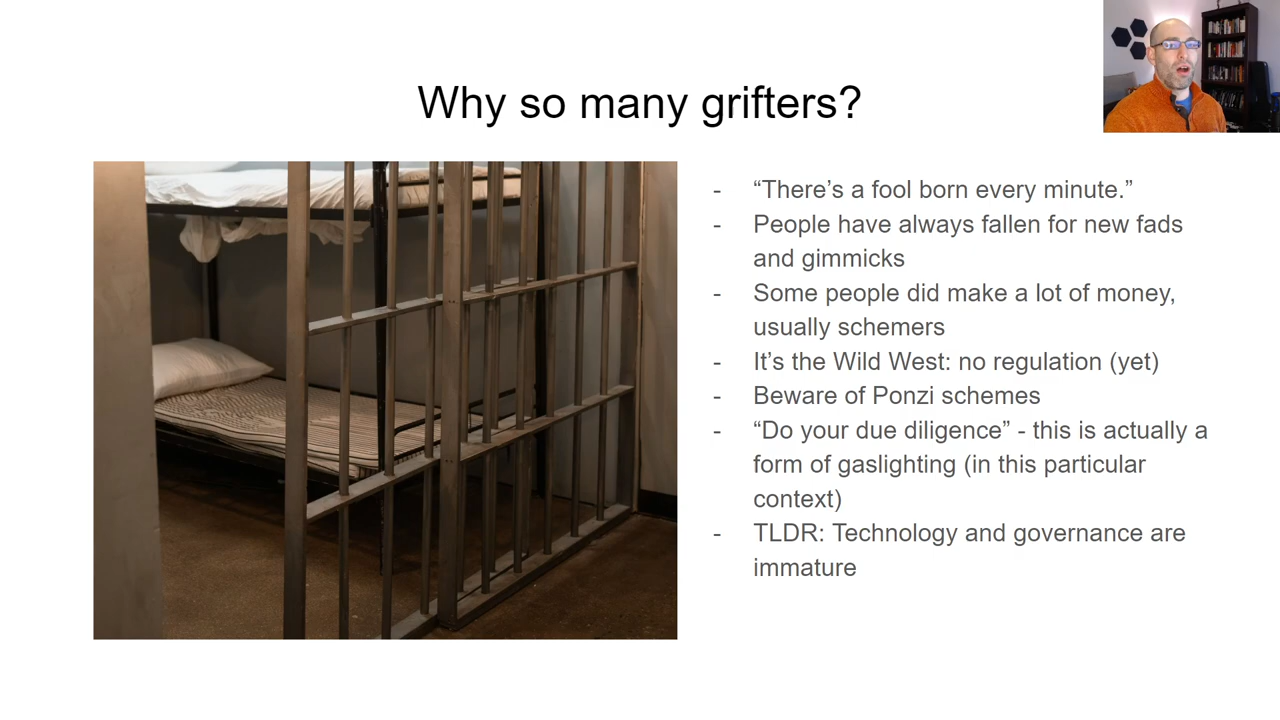 Why so many grifters?
- “There’s a fool born every minute.”
- People have always fallen for new fads
and gimmicks
- Some people did make a lot of money,
usually schemers
- It’s the Wild West: no regulation (yet)
- Beware of Ponzi schemes
- “Do your due diligence” - this is actually a
form of gaslighting (in this particular
context)
- TLDR: Technology and governance are
immature